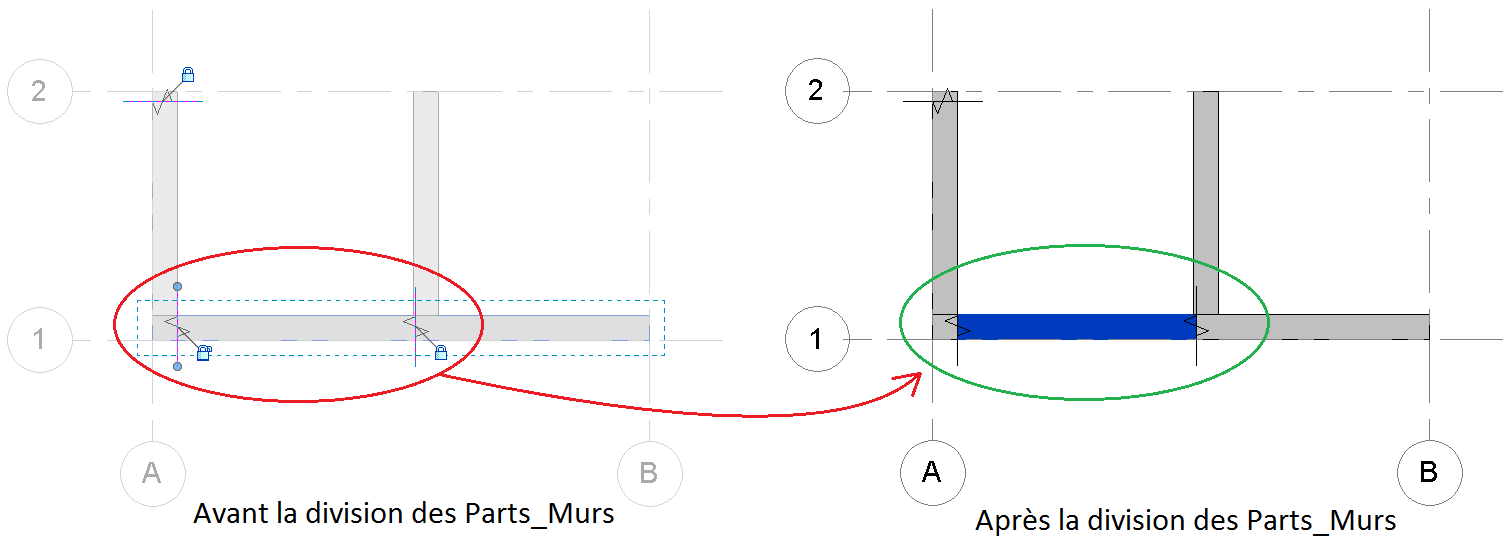 2
2
1
1
A
B
A
B
Avant la division des Parts_Murs
Après la division des Parts_Murs